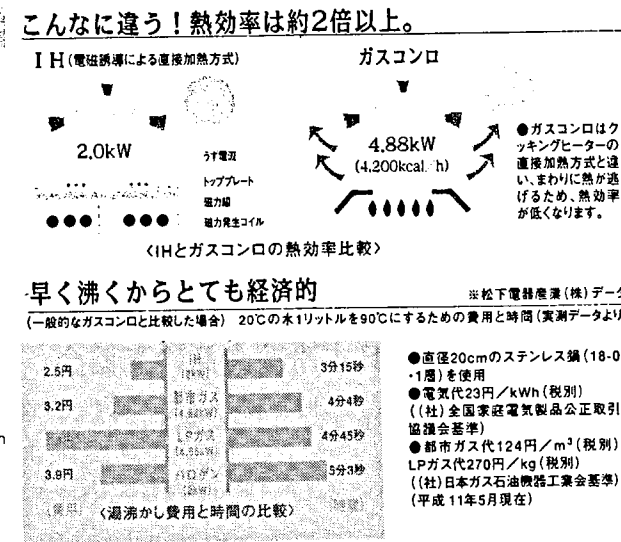 こんなに違う！熱効率は約2倍以上。
IH(電磁誘導による直接加熱方式)
ガスコンロ
2.0kW
うず電流
トッププレート
磁力線
磁力発生コイル
4.88kW
(4,200kcal/h)
●ガスコンロはク
ッキングヒーターの
直接加熱方式と違
い、まわりに熱が逃
げるため、熱効率
が低くなります。
〈IHとガスコンロの熱効率比較〉
早く沸くからとても経済的
※松下電器産業(株)データ
(一般的なガスコンロと比較した場合) 20℃の水1リットルを90℃にするための費用と時間(実測データより
2.5円
IH
(2kW)
3分15秒
3.2円
都市ガス
(4.88kW)
4分4秒
LPガス
4分45秒
3.9円
ハロゲン
(2kW)
5分3秒
〈湯沸かし費用と時間の比較〉
●直径20cmのステンレス鍋(18-0
・1層)を使用
●電気代23円／kWh(税別)
((社)全国家庭電気製品公正取引
協議会基準)
●都市ガス代124円／m³(税別)
LPガス代270円／kg(税別)
((社)日本ガス石油機器工業会基準)
(平成11年5月現在)